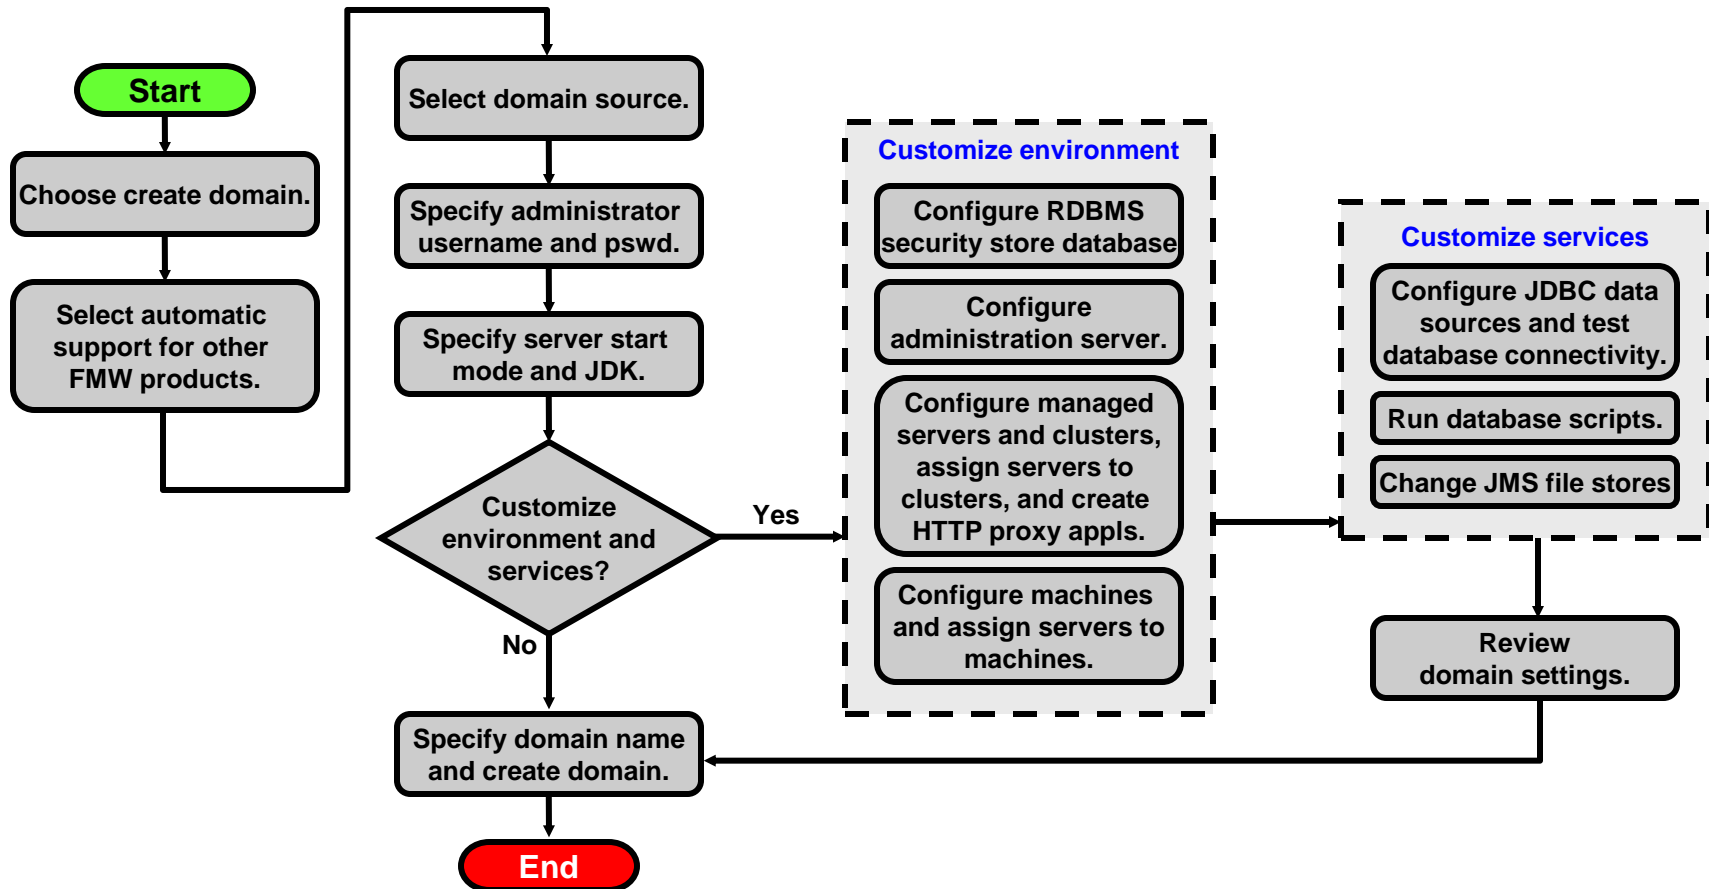 Start
Choose create domain.
Select automatic
support for other
FMW products.
Select domain source.
Specify administrator
username and pswd.
Specify server start
mode and JDK.
Customize
environment and
services?
Yes
No
Customize environment
Configure RDBMS
security store database
Configure
administration server.
Configure managed
servers and clusters,
assign servers to
clusters, and create
HTTP proxy appls.
Configure machines
and assign servers to
machines.
Customize services
Configure JDBC data
sources and test
database connectivity.
Run database scripts.
Change JMS file stores
Review
domain settings.
Specify domain name
and create domain.
End